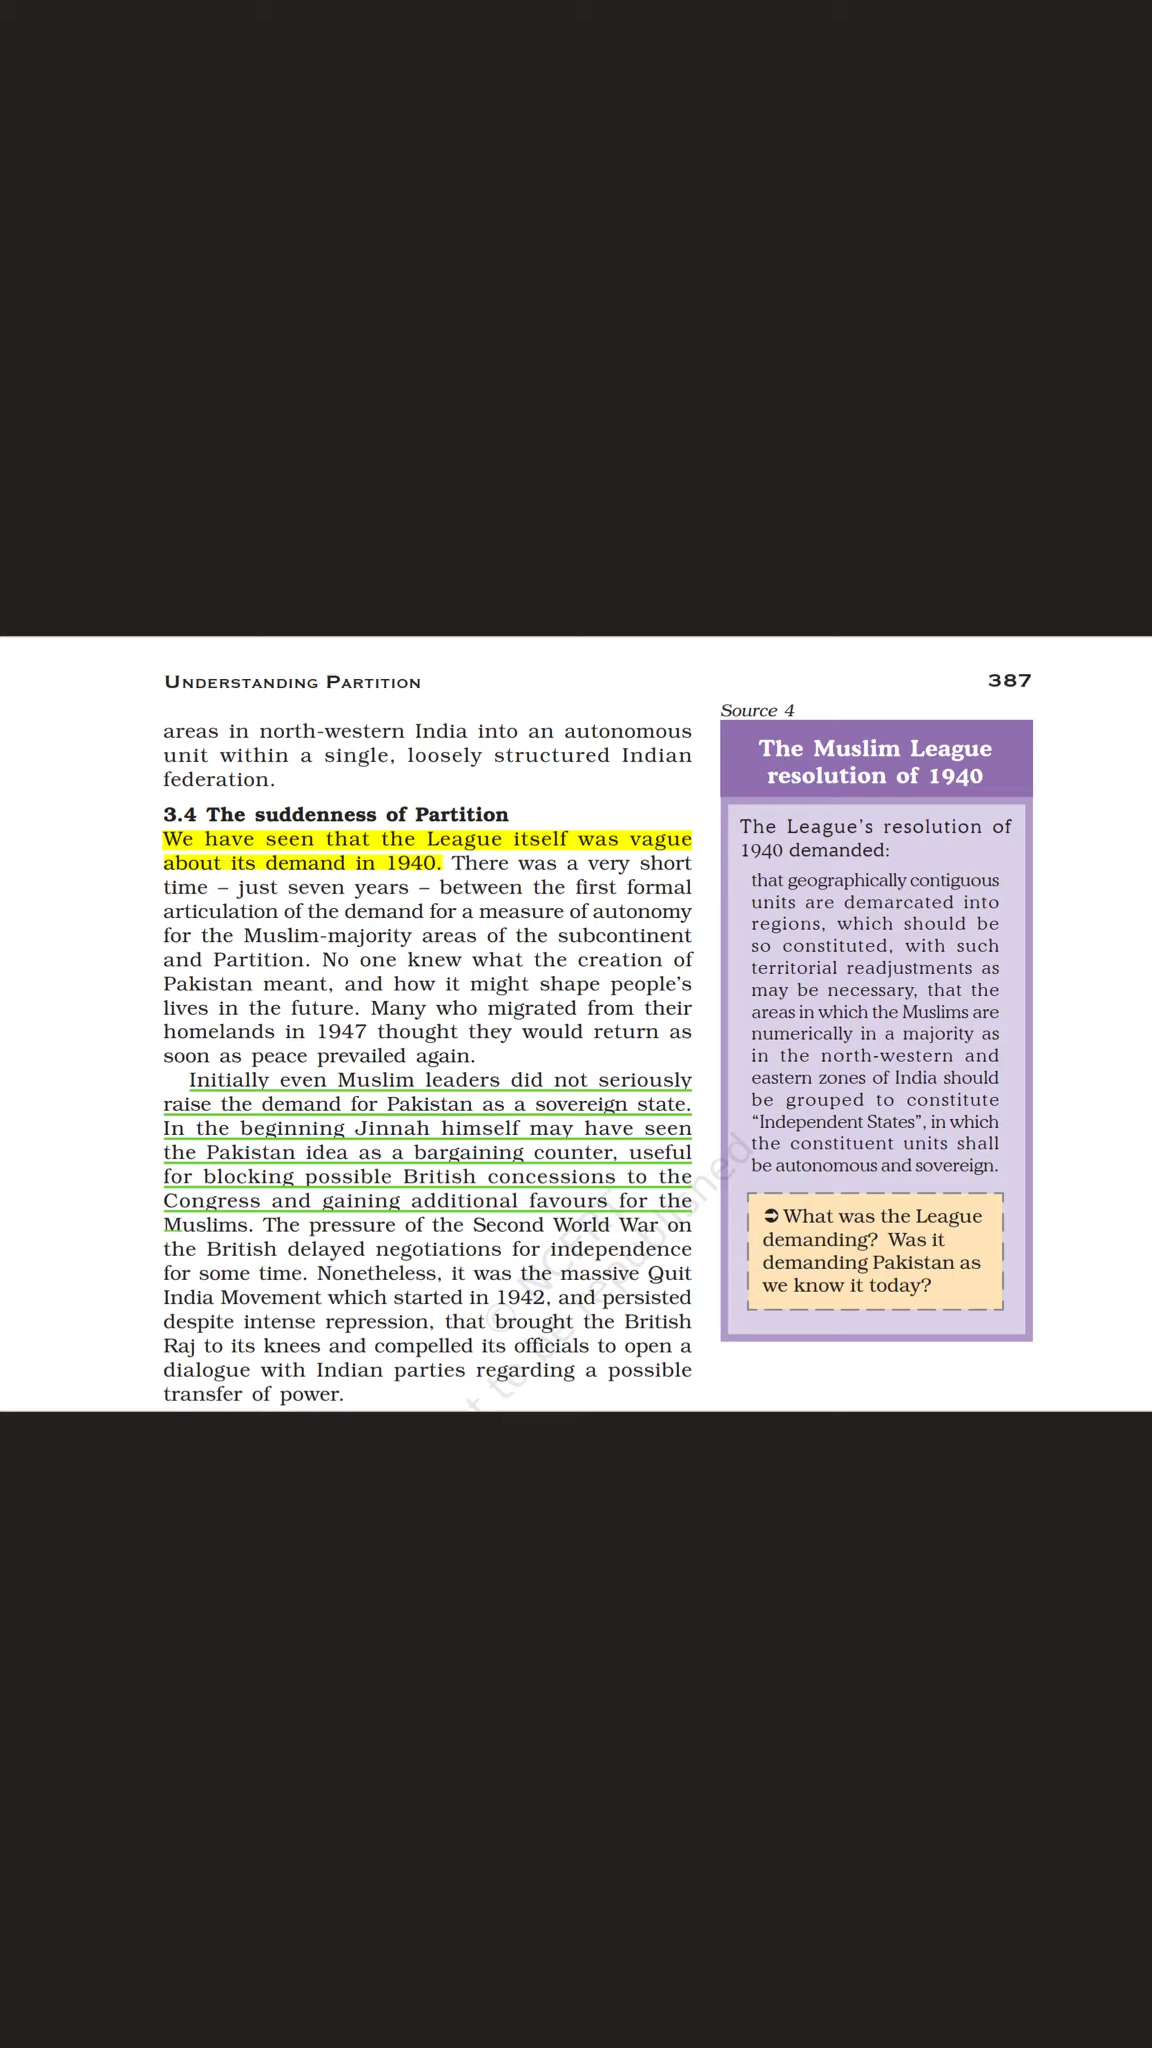 UNDERSTANDING PARTITION
387
areas in north-western India into an autonomous
unit within a single, loosely structured Indian
federation.
3.4 The suddenness of Partition
We have seen that the League itself was vague
about its demand in 1940. There was a very short
time – just seven years – between the first formal
articulation of the demand for a measure of autonomy
for the Muslim-majority areas of the subcontinent
and Partition. No one knew what the creation of
Pakistan meant, and how it might shape people’s
lives in the future. Many who migrated from their
homelands in 1947 thought they would return as
soon as peace prevailed again.
Initially even Muslim leaders did not seriously
raise the demand for Pakistan as a sovereign state.
In the beginning Jinnah himself may have seen
the Pakistan idea as a bargaining counter, useful
for blocking possible British concessions to the
Congress and gaining additional favours for the
Muslims. The pressure of the Second World War on
the British delayed negotiations for independence
for some time. Nonetheless, it was the massive Quit
India Movement which started in 1942, and persisted
despite intense repression, that brought the British
Raj to its knees and compelled its officials to open a
dialogue with Indian parties regarding a possible
transfer of power.
Source 4
The Muslim League
resolution of 1940
The League’s resolution of
1940 demanded:
that geographically contiguous
units are demarcated into
regions, which should be
so constituted, with such
territorial readjustments as
may be necessary, that the
areas in which the Muslims are
numerically in a majority as
in the north-western and
eastern zones of India should
be grouped to constitute
“Independent States”, in which
the constituent units shall
be autonomous and sovereign.
➲ What was the League
demanding? Was it
demanding Pakistan as
we know it today?
© NCERT
t to be republished